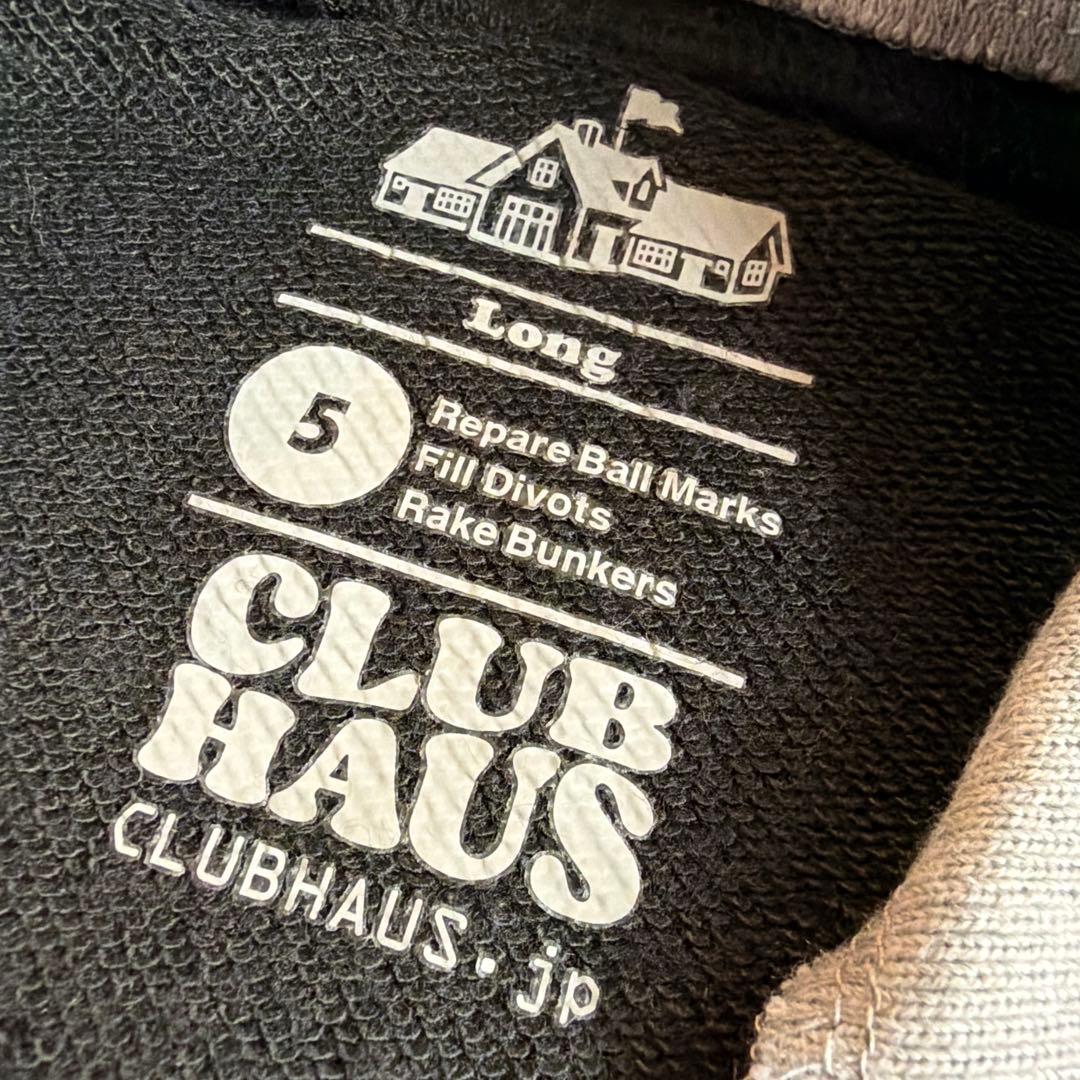 Long
5
Repare Ball Marks
Fill Divots
Rake Bunkers
CLUB
HAUS
CLUBHAUS.jp